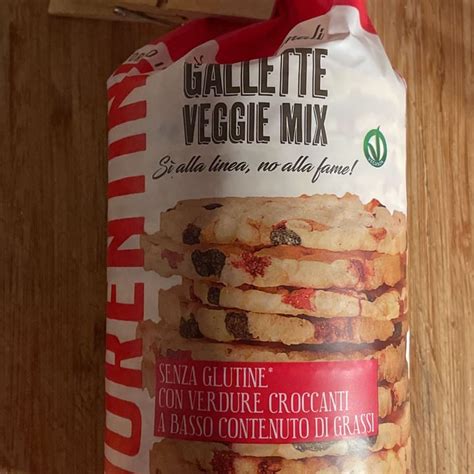 GALLETTE
VEGGIE MIX
Sì alla linea, no alla fame!
SENZA GLUTINE*
CON VERDURE CROCCANTI
A BASSO CONTENUTO DI GRASSI